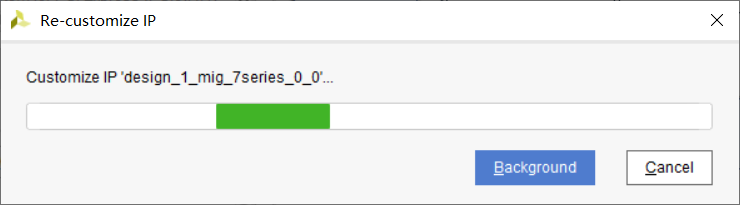 Re-customize IP
Customize IP 'design_1_mig_7series_0_0'...
Background
Cancel